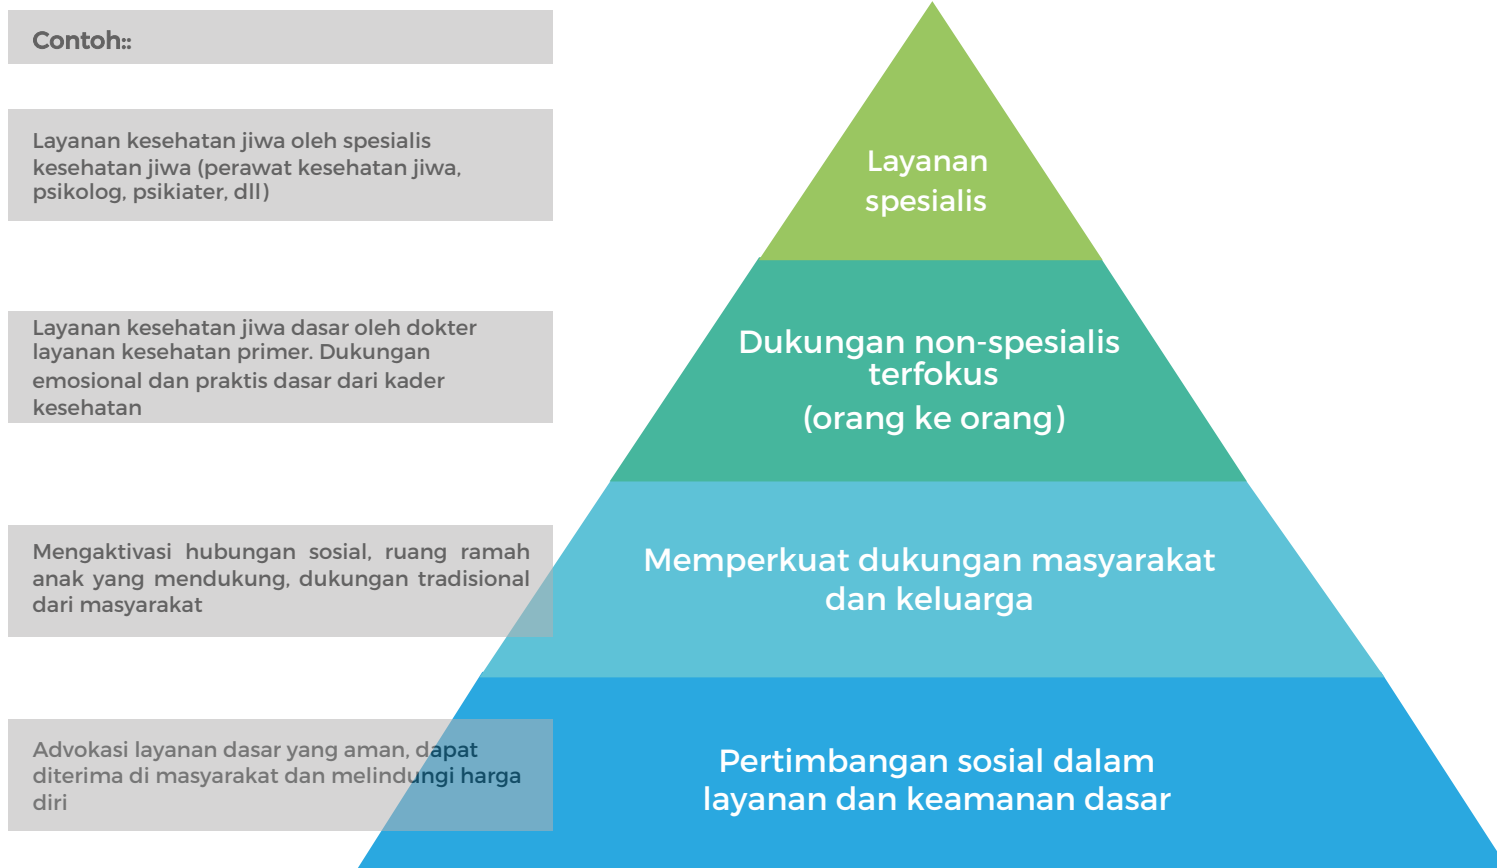 Contoh::
Layanan kesehatan jiwa oleh spesialis
kesehatan jiwa (perawat kesehatan jiwa,
psikolog, psikiater, dll)
Layanan
spesialis
Layanan kesehatan jiwa dasar oleh dokter
layanan kesehatan primer. Dukungan
emosional dan praktis dasar dari kader
kesehatan
Dukungan non-spesialis
terfokus
(orang ke orang)
Mengaktivasi hubungan sosial, ruang ramah
anak yang mendukung, dukungan tradisional
dari masyarakat
Memperkuat dukungan masyarakat
dan keluarga
Advokasi layanan dasar yang aman, dapat
diterima di masyarakat dan melindungi harga
diri
Pertimbangan sosial dalam
layanan dan keamanan dasar